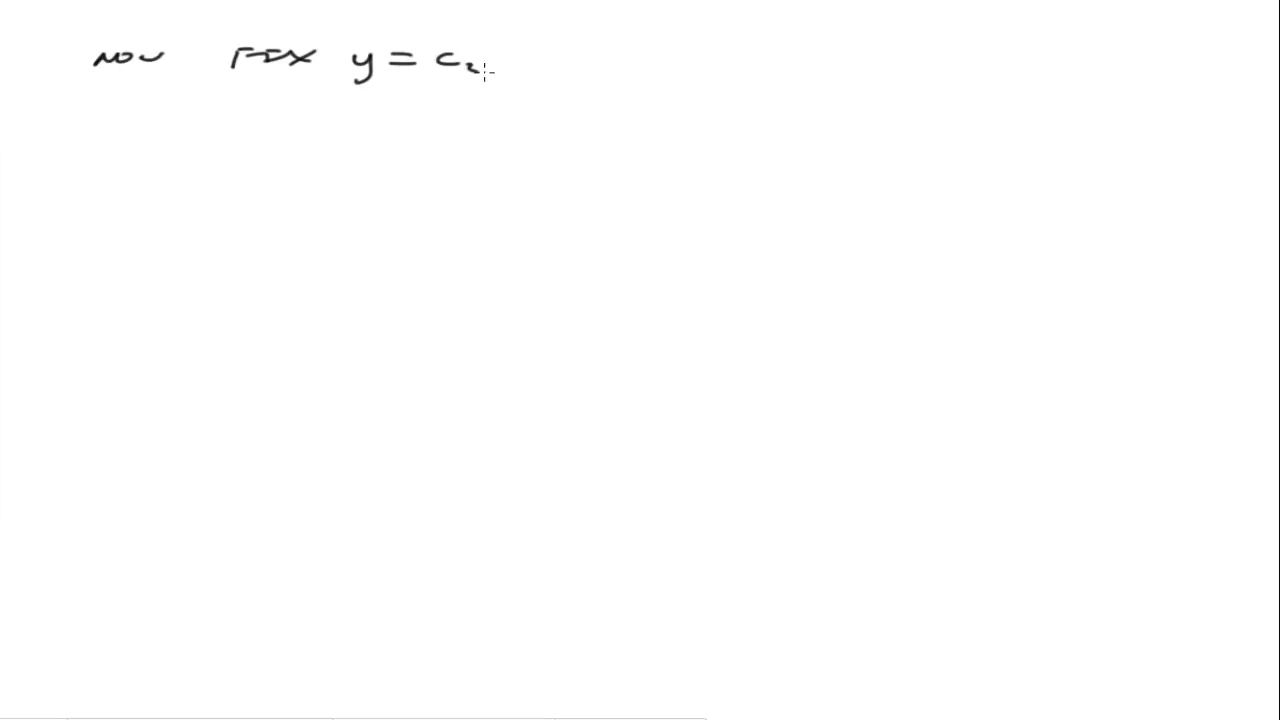 NOW FIX y = c₂